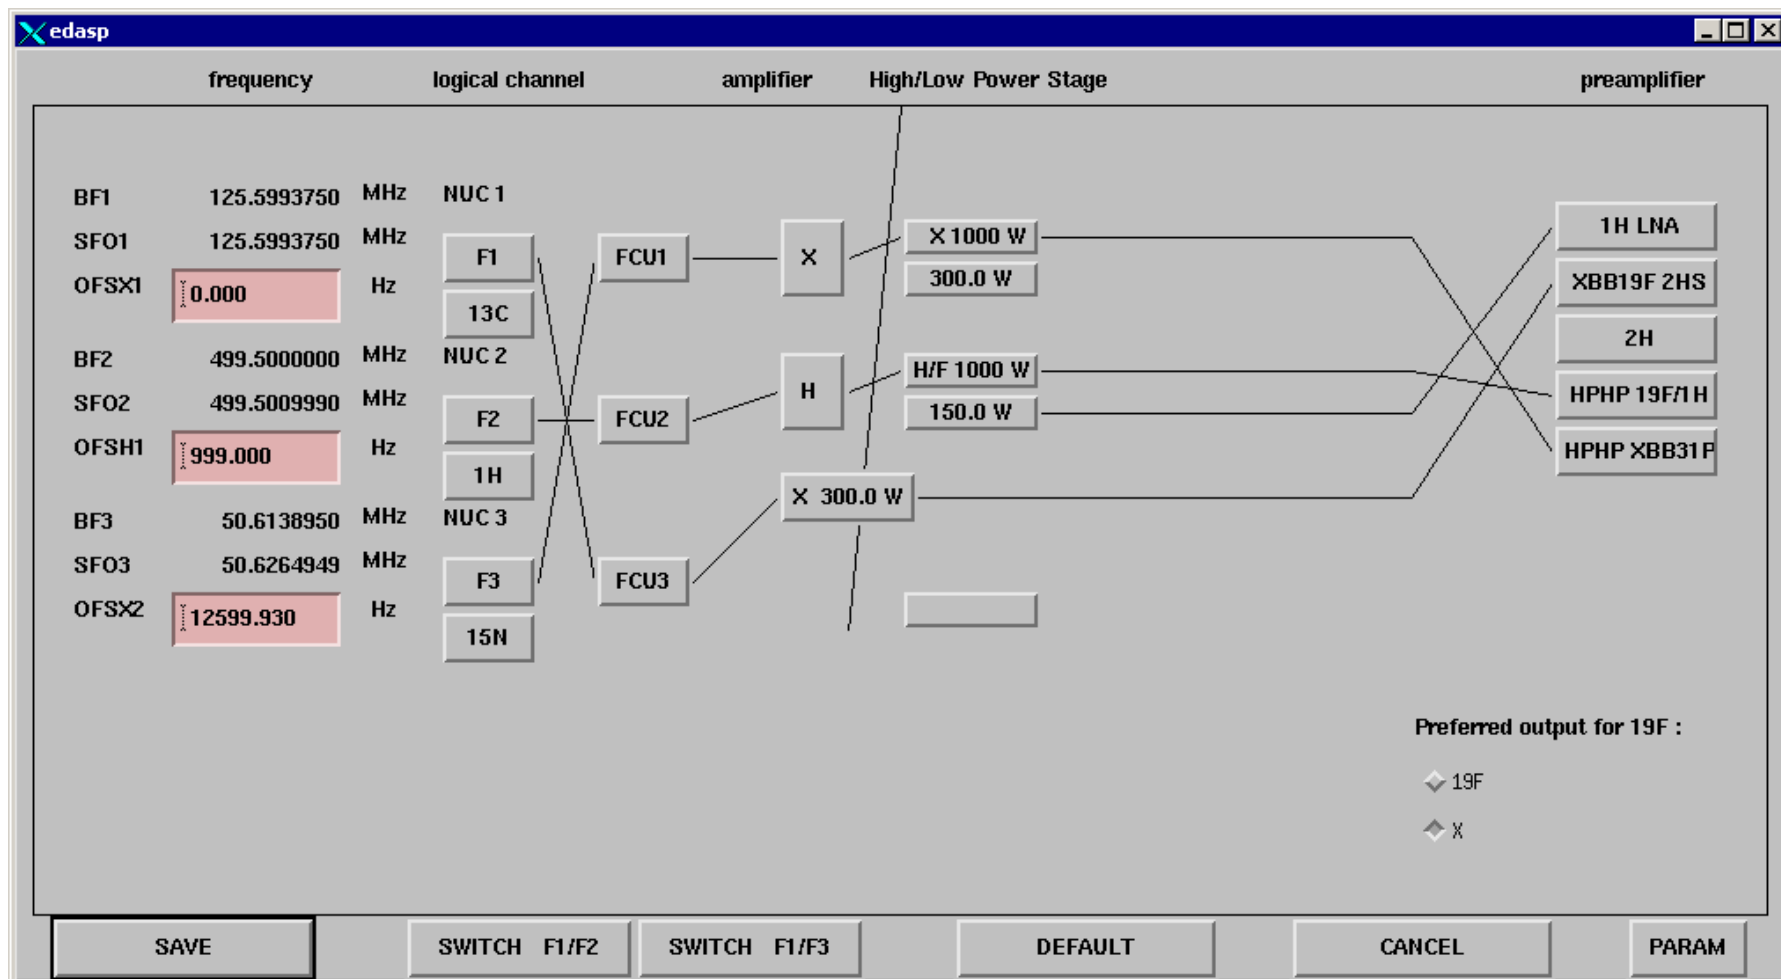 edasp
frequency logical channel amplifier High/Low Power Stage preamplifier
BF1 125.5993750 MHz NUC 1
SFO1 125.5993750 MHz
OFSX1 0.000 Hz
F1 FCU1 X X 1000 W 1H LNA
13C 300.0 W XBB19F 2HS
BF2 499.5000000 MHz NUC 2
2H
SFO2 499.5009990 MHz
OFSH1 999.000 Hz
F2 FCU2 H H/F 1000 W HPHP 19F/1H
1H 150.0 W HPHP XBB31P
BF3 50.6138950 MHz NUC 3
X 300.0 W
SFO3 50.6264949 MHz
OFSX2 12599.930 Hz
F3 FCU3
15N
Preferred output for 19F :
19F
X
SAVE SWITCH F1/F2 SWITCH F1/F3 DEFAULT CANCEL PARAM